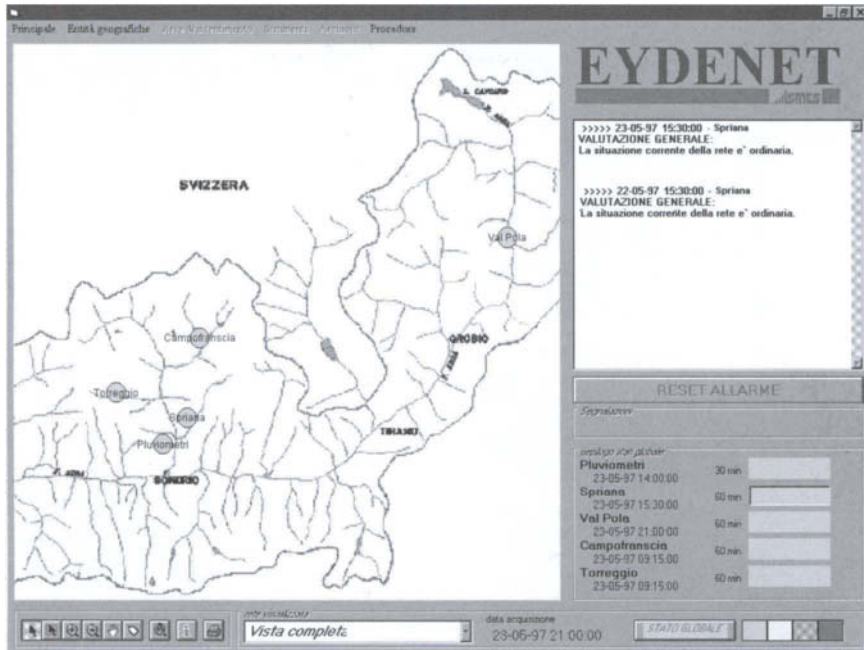 Principale Entità geografiche Procedure
EYDENET
ISMES
>>>>> 23-05-97 15:30:00 - Spriana
VALUTAZIONE GENERALE:
La situazione corrente della rete e` ordinaria.
>>>>> 22-05-97 15:30:00 - Spriana
VALUTAZIONE GENERALE:
La situazione corrente della rete e` ordinaria.
SVIZZERA
Val Pola
Campofranscia
GROSIO
Torreggio
Spriana
TIRANO
Pluviometri
SONDRIO
RESET ALLARME
Segnalazioni
Pluviometri
23-05-97 14:00:00
30 min
Spriana
23-05-97 15:30:00
60 min
Val Pola
23-05-97 21:00:00
60 min
Campofranscia
23-05-97 09:15:00
60 min
Torreggio
23-05-97 09:15:00
60 min
Vista completa
data acquisizione
23-05-97 21:00:00
STATO GLOBALE